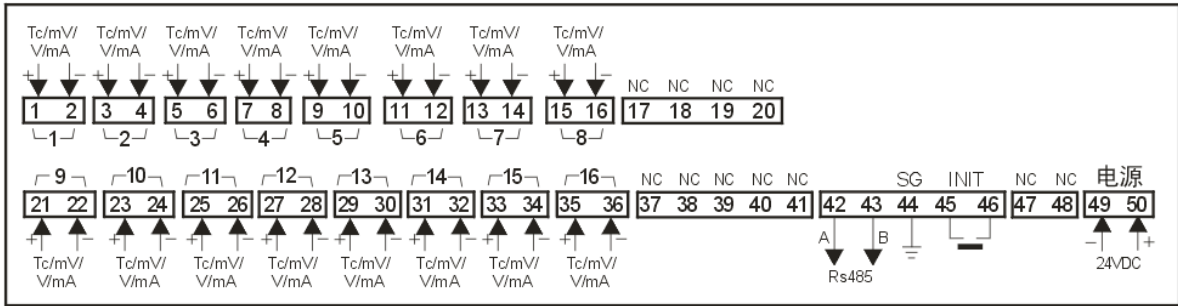 Tc/mV/ Tc/mV/ Tc/mV/ Tc/mV/ Tc/mV/ Tc/mV/ Tc/mV/ Tc/mV/
V/mA V/mA V/mA V/mA V/mA V/mA V/mA V/mA
+ − + − + − + − + − + − + − + − NC NC NC NC
1 2 3 4 5 6 7 8 9 10 11 12 13 14 15 16 17 18 19 20
1 2 3 4 5 6 7 8
9 10 11 12 13 14 15 16 NC NC NC NC NC SG INIT NC NC 电源
21 22 23 24 25 26 27 28 29 30 31 32 33 34 35 36 37 38 39 40 41 42 43 44 45 46 47 48 49 50
+ − + − + − + − + − + − + − + − A B − +
Tc/mV/ Tc/mV/ Tc/mV/ Tc/mV/ Tc/mV/ Tc/mV/ Tc/mV/ Tc/mV/ Rs485 24VDC
V/mA V/mA V/mA V/mA V/mA V/mA V/mA V/mA